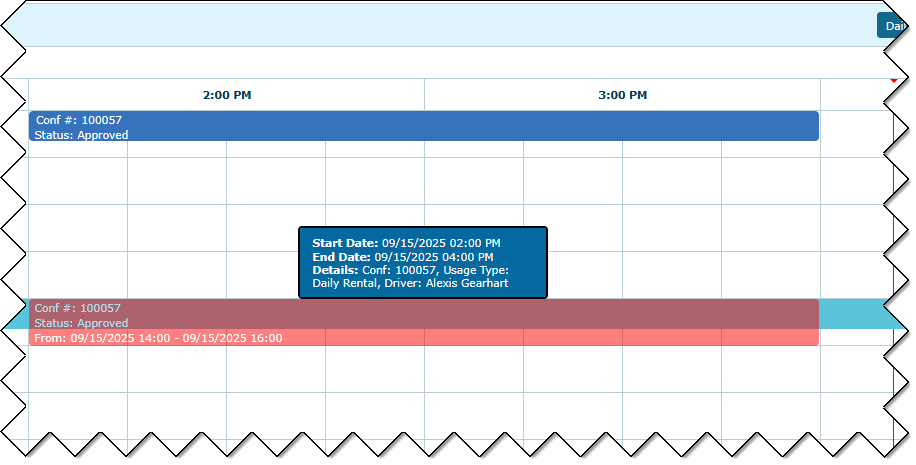 Dai
2:00 PM 3:00 PM
Conf #: 100057
Status: Approved
Start Date: 09/15/2025 02:00 PM
End Date: 09/15/2025 04:00 PM
Details: Conf: 100057, Usage Type:
Daily Rental, Driver: Alexis Gearhart
Conf #: 100057
Status: Approved
From: 09/15/2025 14:00 - 09/15/2025 16:00